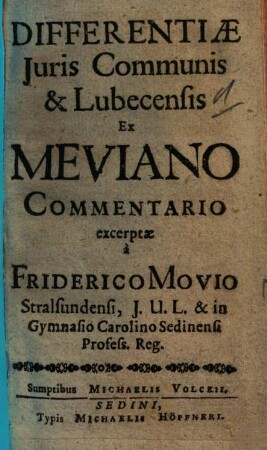 DIFFERENTIÆ
Juris Communis
& Lubecensis
Ex
MEVIANO
COMMENTARIO
excerptæ
à
FRIDERICO MOVIO
Stralsundensi, J. U. L. & in
Gymnasio Carolino Sedinensi
Profess. Reg.
Sumptibus MICHAELIS VOLCKII,
SEDINI,
Typis MICHAELIS HÖPFNERI.